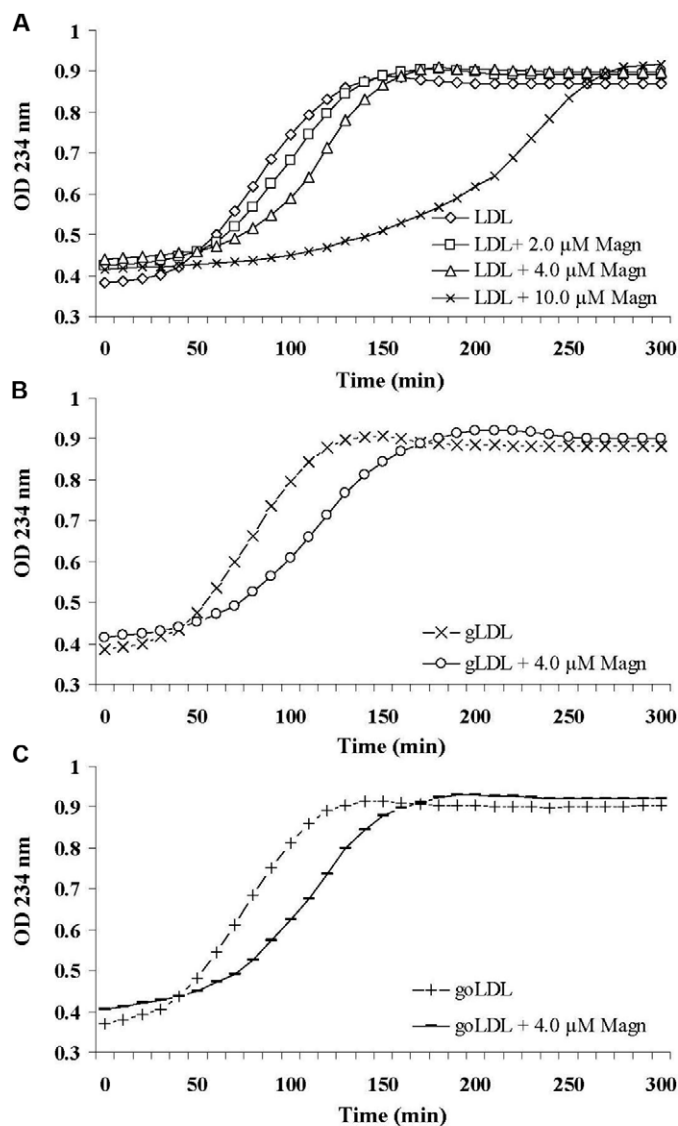 A
1
0.9
0.8
0.7
0.6
0.5
0.4
0.3
OD 234 nm
LDL
LDL+ 2.0 µM Magn
LDL + 4.0 µM Magn
LDL + 10.0 µM Magn
0 50 100 150 200 250 300
Time (min)
B
1
0.9
0.8
0.7
0.6
0.5
0.4
0.3
OD 234 nm
gLDL
gLDL + 4.0 µM Magn
0 50 100 150 200 250 300
Time (min)
C
1
0.9
0.8
0.7
0.6
0.5
0.4
0.3
OD 234 nm
goLDL
goLDL + 4.0 µM Magn
0 50 100 150 200 250 300
Time (min)